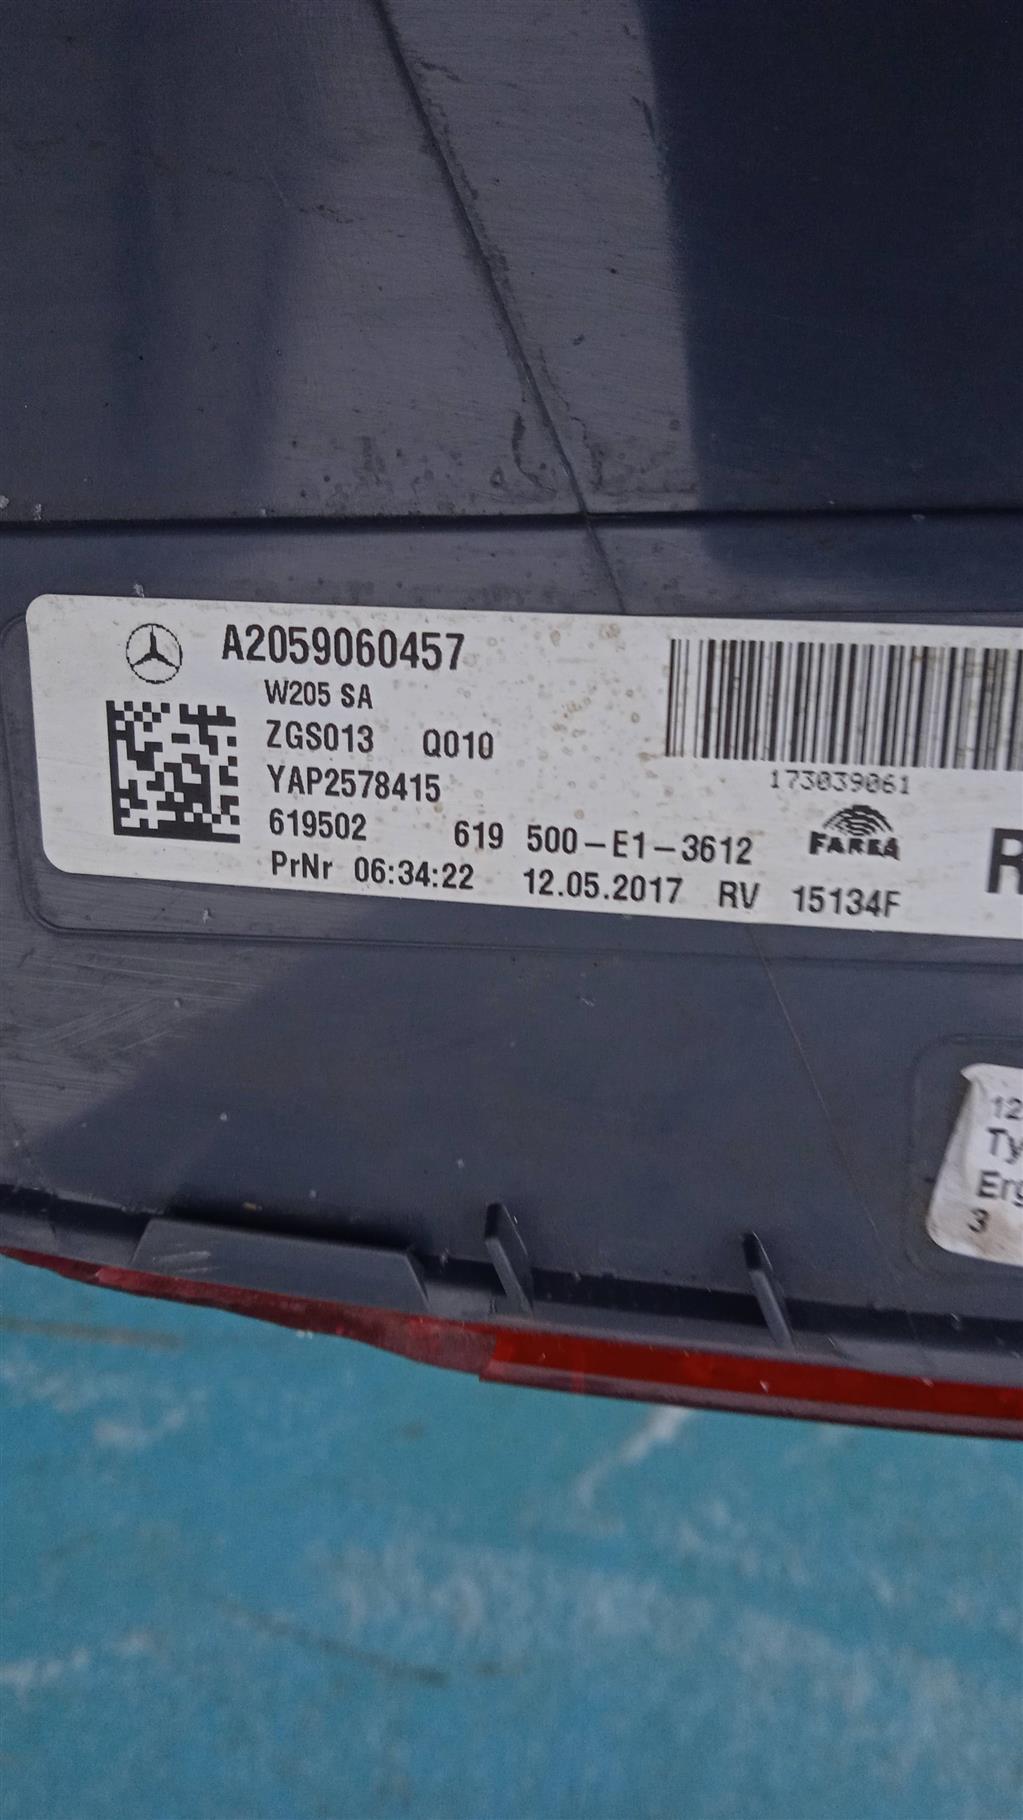 A2059060457
W205 SA
ZGS013 Q010
YAP2578415
173039061
619502 619 500-E1-3612
FARBA
PrNr 06:34:22 12.05.2017 RV 15134F
R
12
Ty
Erg
3